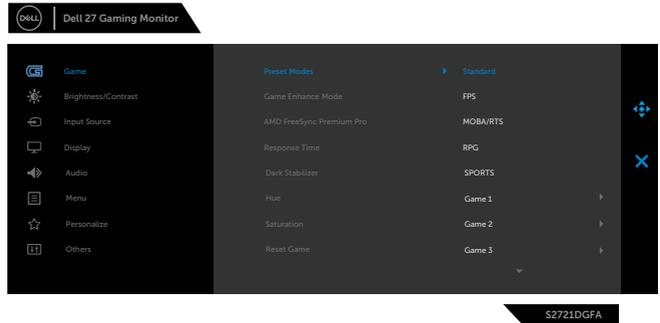 DELL
Dell 27 Gaming Monitor
Game
Preset Modes
Standard
Brightness/Contrast
Game Enhance Mode
FPS
Input Source
AMD FreeSync Premium Pro
MOBA/RTS
Display
Response Time
RPG
Audio
Dark Stabilizer
SPORTS
Menu
Hue
Game 1
Personalize
Saturation
Game 2
Others
Reset Game
Game 3
S2721DGFA